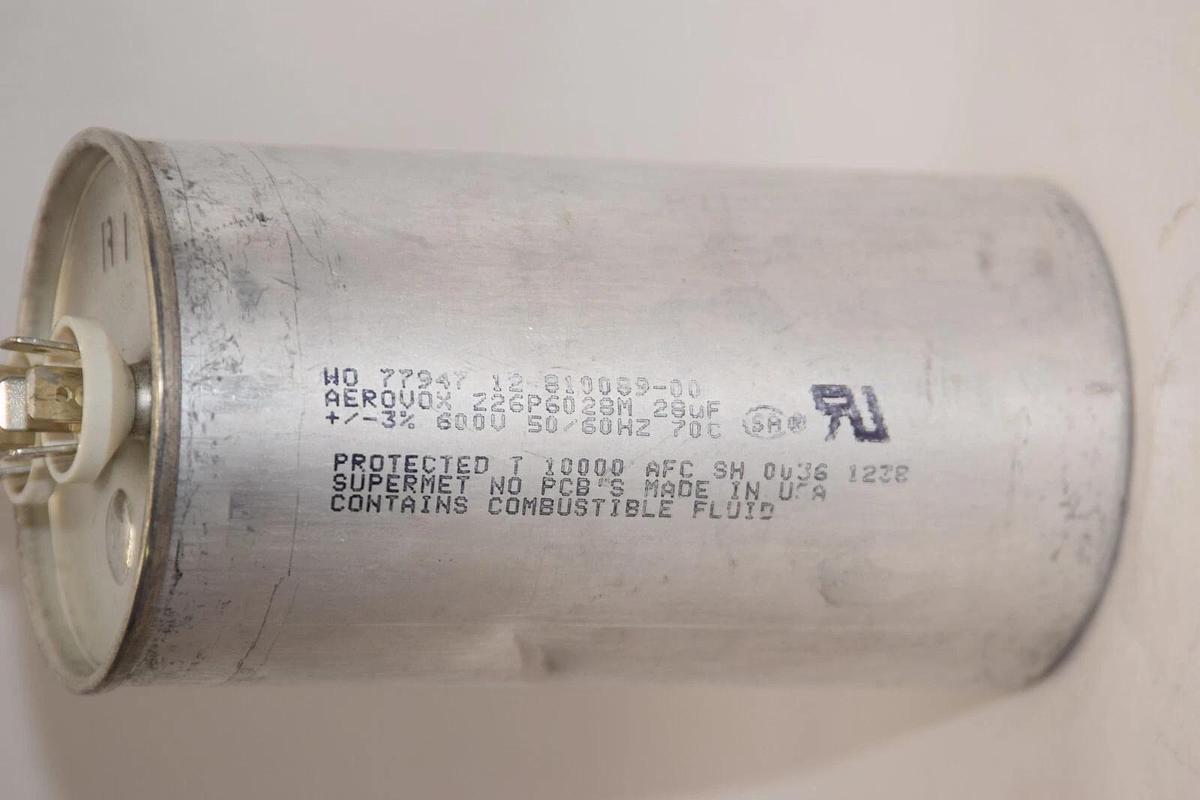 WO 77947 12-810089-00
AEROVOX Z26P6028M 28uF
+/-3% 600V 50/60HZ 70C SA®
PROTECTED T 10000 AFC SH 0036 1238
SUPERMET NO PCB"S MADE IN USA
CONTAINS COMBUSTIBLE FLUID